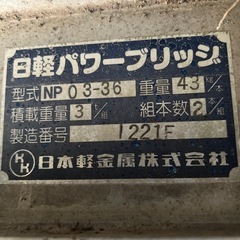 日軽パワーブリッジ
型式 NP 03-36 重量 43 kg/本
積載重量 3 t/組 組本数 2 本/組
製造番号 1221F
NKK 日本軽金属株式会社